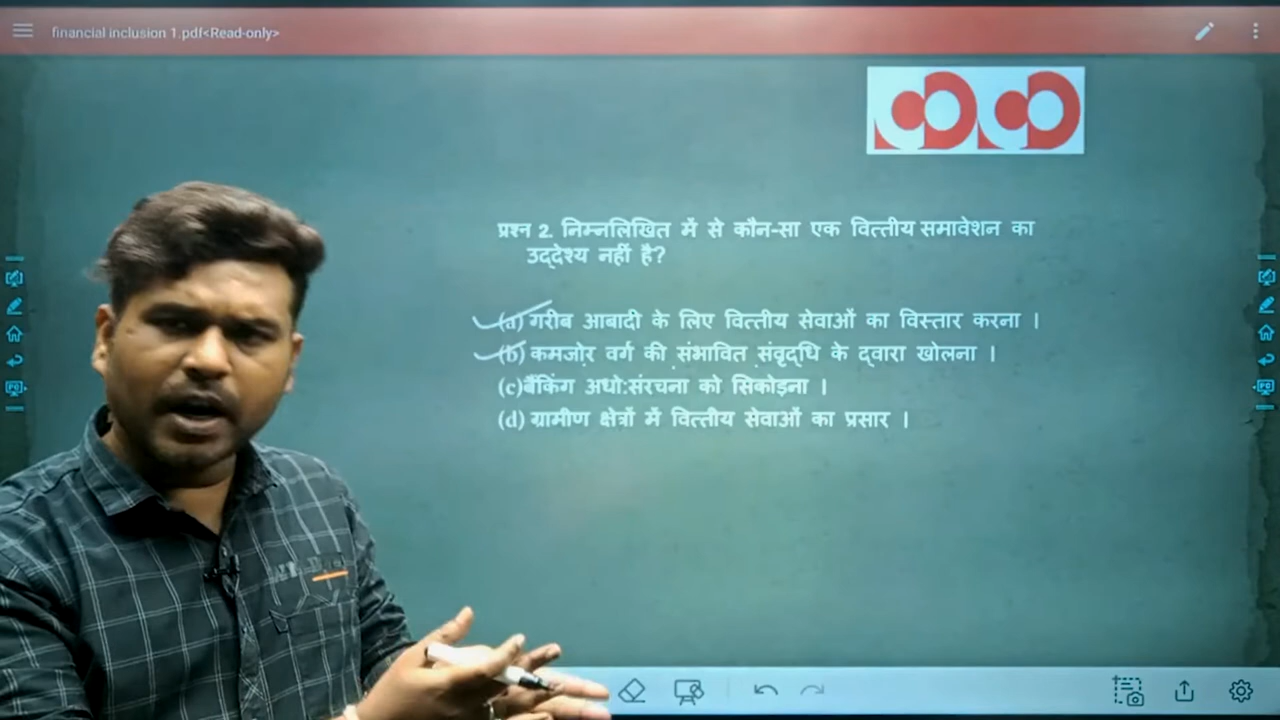 financial inclusion 1.pdf<Read-only>
प्रश्न 2. निम्नलिखित में से कौन-सा एक वित्तीय समावेशन का
उद्देश्य नहीं है?
(a) गरीब आबादी के लिए वित्तीय सेवाओं का विस्तार करना ।
(b) कमजोर वर्ग की संभावित संवृद्धि के द्वारा खोलना ।
(c)बैंकिंग अधो:संरचना को सिकोड़ना ।
(d) ग्रामीण क्षेत्रों में वित्तीय सेवाओं का प्रसार ।